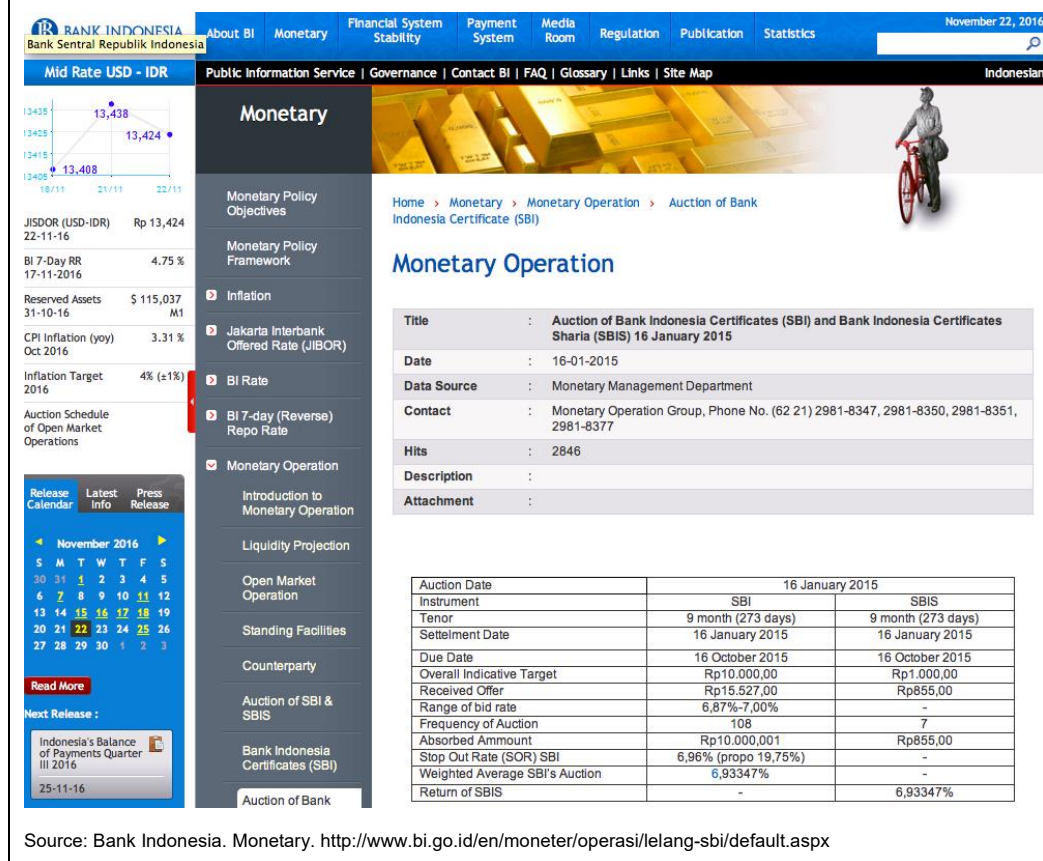 BANK INDONESIA
Bank Sentral Republik Indonesia
About BI
Monetary
Financial System Stability
Payment System
Media Room
Regulation
Publication
Statistics
November 22, 2016
Mid Rate USD - IDR
Public Information Service | Governance | Contact BI | FAQ | Glossary | Links | Site Map
Indonesian
13435
13425
13415
13405
13,438
13,424
13,408
18/11 21/11 22/11
JISDOR (USD-IDR) Rp 13,424
22-11-16
BI 7-Day RR 4.75 %
17-11-2016
Reserved Assets $ 115,037
31-10-16 M1
CPI Inflation (yoy) 3.31 %
Oct 2016
Inflation Target 4% (±1%)
2016
Auction Schedule
of Open Market
Operations
Release Calendar
Latest Info
Press Release
November 2016
S M T W T F S
30 31 1 2 3 4 5
6 7 8 9 10 11 12
13 14 15 16 17 18 19
20 21 22 23 24 25 26
27 28 29 30 1 2 3
Read More
Next Release :
Indonesia's Balance
of Payments Quarter
III 2016
25-11-16
Monetary
Monetary Policy
Objectives
Monetary Policy
Framework
Inflation
Jakarta Interbank
Offered Rate (JIBOR)
BI Rate
BI 7-day (Reverse)
Repo Rate
Monetary Operation
Introduction to
Monetary Operation
Liquidity Projection
Open Market
Operation
Standing Facilities
Counterparty
Auction of SBI &
SBIS
Bank Indonesia
Certificates (SBI)
Auction of Bank
Home > Monetary > Monetary Operation > Auction of Bank
Indonesia Certificate (SBI)
Monetary Operation
Title : Auction of Bank Indonesia Certificates (SBI) and Bank Indonesia Certificates
Sharia (SBIS) 16 January 2015
Date : 16-01-2015
Data Source : Monetary Management Department
Contact : Monetary Operation Group, Phone No. (62 21) 2981-8347, 2981-8350, 2981-8351,
2981-8377
Hits : 2846
Description :
Attachment :
Auction Date 16 January 2015
Instrument SBI SBIS
Tenor 9 month (273 days) 9 month (273 days)
Settelment Date 16 January 2015 16 January 2015
Due Date 16 October 2015 16 October 2015
Overall Indicative Target Rp10.000,00 Rp1.000,00
Received Offer Rp15.527,00 Rp855,00
Range of bid rate 6,87%-7,00% -
Frequency of Auction 108 7
Absorbed Ammount Rp10.000,001 Rp855,00
Stop Out Rate (SOR) SBI 6,96% (propo 19,75%) -
Weighted Average SBI's Auction 6,93347% -
Return of SBIS - 6,93347%
Source: Bank Indonesia. Monetary. http://www.bi.go.id/en/moneter/operasi/lelang-sbi/default.aspx